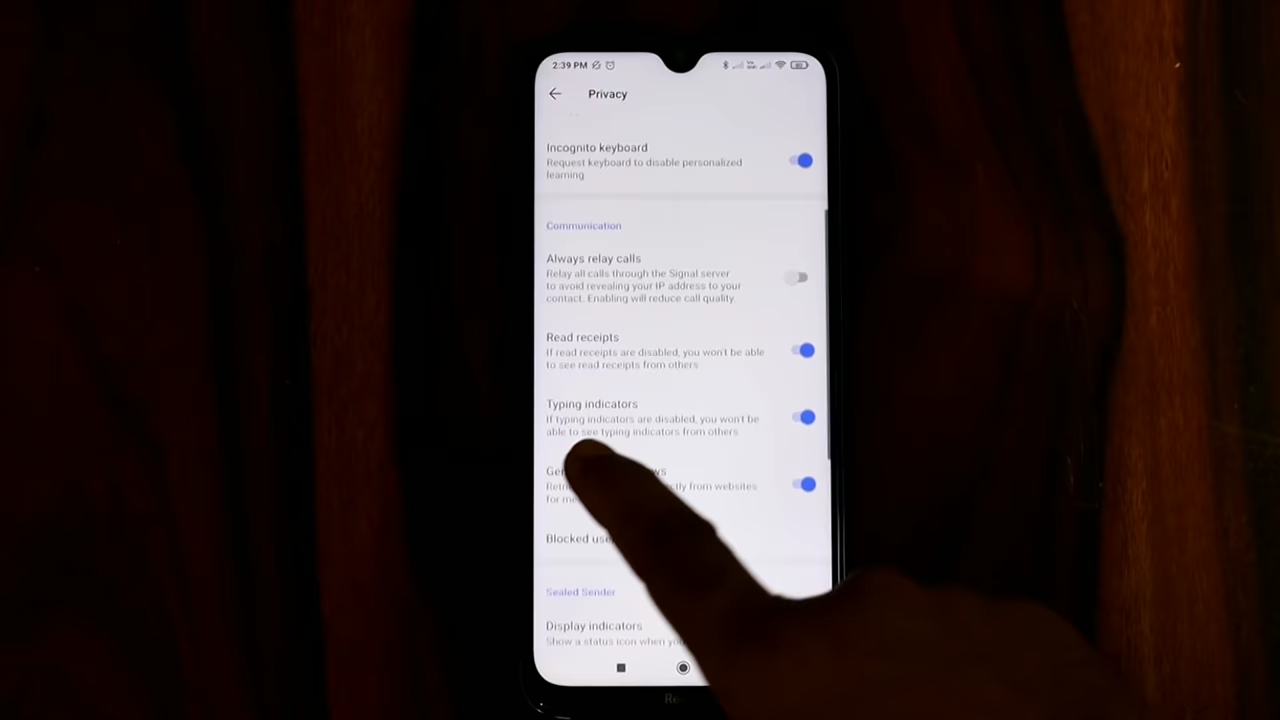 2:39 PM
Privacy
Incognito keyboard
Request keyboard to disable personalized
learning
Communication
Always relay calls
Relay all calls through the Signal server
to avoid revealing your IP address to your
contact. Enabling will reduce call quality.
Read receipts
If read receipts are disabled, you won't be able
to see read receipts from others
Typing indicators
If typing indicators are disabled, you won't be
able to see typing indicators from others
from websites
for
Blocked
Sealed Sender
Display indicators
Show a status icon when